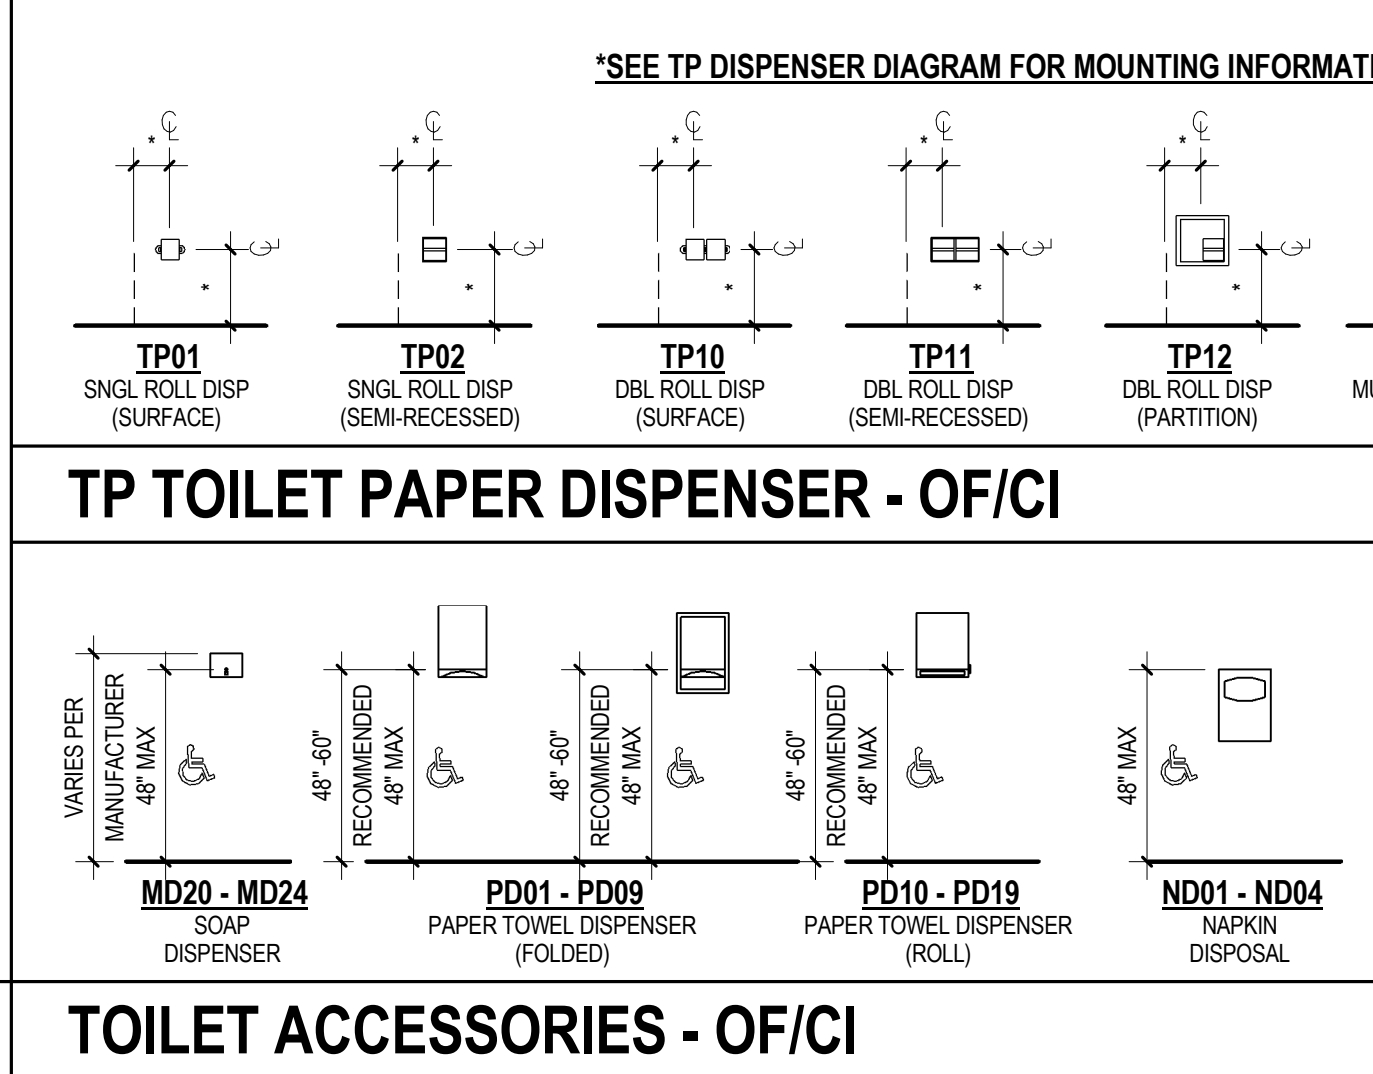 *SEE TP DISPENSER DIAGRAM FOR MOUNTING INFORMATI
* * * * *
* * * * *
TP01
SNGL ROLL DISP
(SURFACE)
TP02
SNGL ROLL DISP
(SEMI-RECESSED)
TP10
DBL ROLL DISP
(SURFACE)
TP11
DBL ROLL DISP
(SEMI-RECESSED)
TP12
DBL ROLL DISP
(PARTITION)
MU
TP TOILET PAPER DISPENSER - OF/CI
VARIES PER
MANUFACTURER
48" MAX
MD20 - MD24
SOAP
DISPENSER
48" -60"
RECOMMENDED
48" MAX
48" -60"
RECOMMENDED
48" MAX
PD01 - PD09
PAPER TOWEL DISPENSER
(FOLDED)
48" -60"
RECOMMENDED
48" MAX
PD10 - PD19
PAPER TOWEL DISPENSER
(ROLL)
48" MAX
ND01 - ND04
NAPKIN
DISPOSAL
TOILET ACCESSORIES - OF/CI